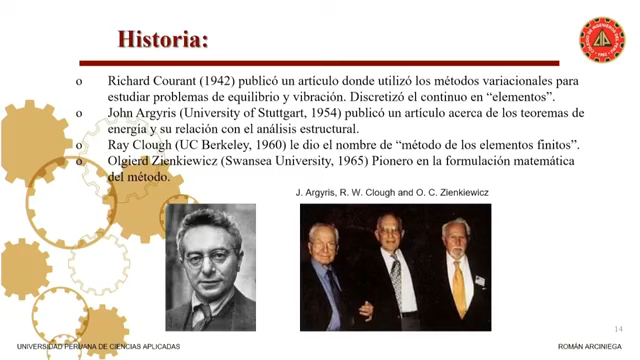 Historia:
o Richard Courant (1942) publicó un artículo donde utilizó los métodos variacionales para
estudiar problemas de equilibrio y vibración. Discretizó el continuo en “elementos”.
o John Argyris (University of Stuttgart, 1954) publicó un artículo acerca de los teoremas de
energía y su relación con el análisis estructural.
o Ray Clough (UC Berkeley, 1960) le dio el nombre de “método de los elementos finitos”.
o Olgierd Zienkiewicz (Swansea University, 1965) Pionero en la formulación matemática
del método.
J. Argyris, R. W. Clough and O. C. Zienkiewicz
14
UNIVERSIDAD PERUANA DE CIENCIAS APLICADAS
ROMÁN ARCINIEGA